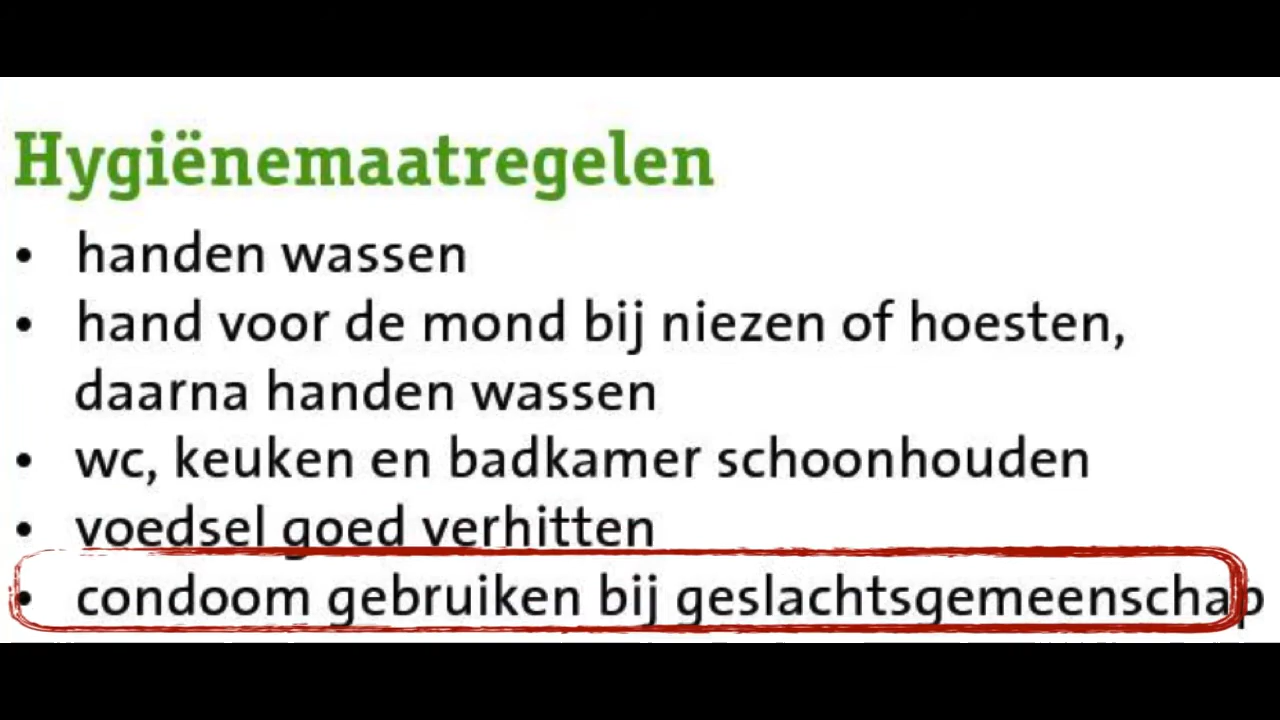 Hygiënemaatregelen
• handen wassen
• hand voor de mond bij niezen of hoesten,
daarna handen wassen
• wc, keuken en badkamer schoonhouden
• voedsel goed verhitten
• condoom gebruiken bij geslachtsgemeenschap